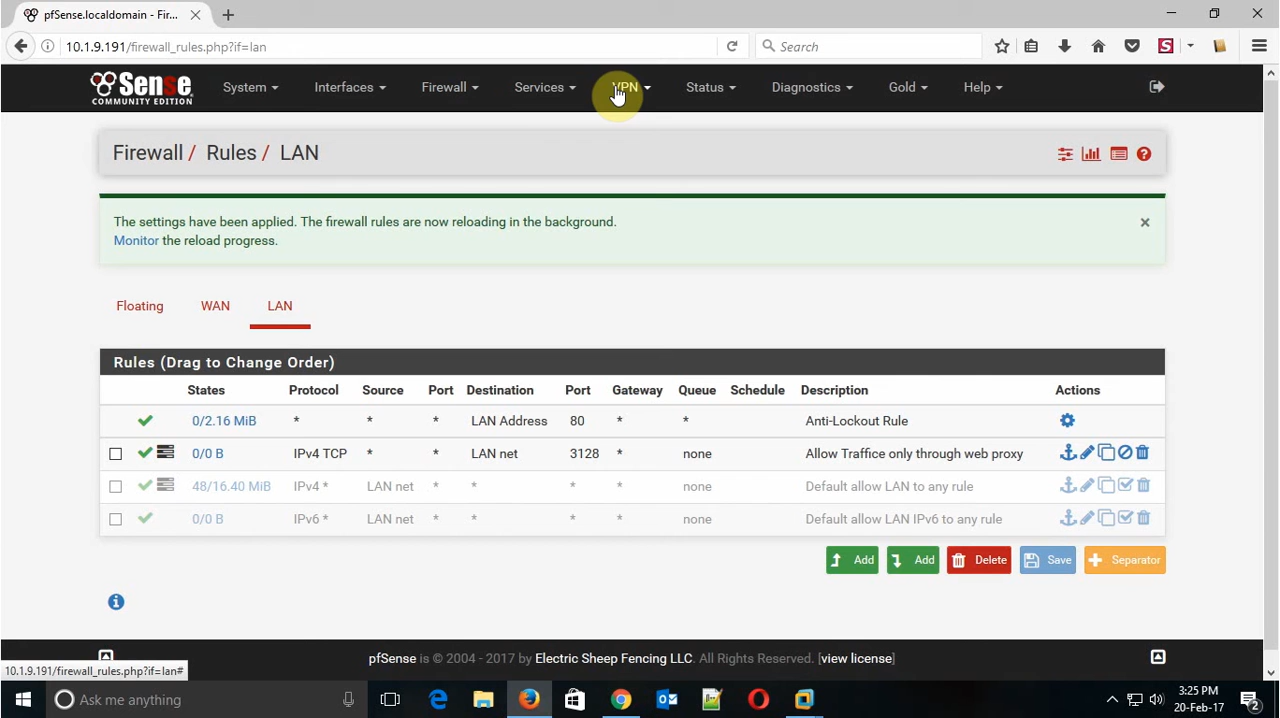 pfSense.localdomain - Fir...
10.1.9.191/firewall_rules.php?if=lan
Search
Sense
COMMUNITY EDITION
System
Interfaces
Firewall
Services
VPN
Status
Diagnostics
Gold
Help
Firewall / Rules / LAN
The settings have been applied. The firewall rules are now reloading in the background.
Monitor the reload progress.
Floating WAN LAN
Rules (Drag to Change Order)
States Protocol Source Port Destination Port Gateway Queue Schedule Description Actions
0/2.16 MiB * * * LAN Address 80 * * Anti-Lockout Rule
0/0 B IPv4 TCP * * LAN net 3128 * none Allow Traffice only through web proxy
48/16.40 MiB IPv4 * LAN net * * * * none Default allow LAN to any rule
0/0 B IPv6 * LAN net * * * * none Default allow LAN IPv6 to any rule
Add Add Delete Save Separator
pfSense is © 2004 - 2017 by Electric Sheep Fencing LLC. All Rights Reserved. [view license]
10.1.9.191/firewall_rules.php?if=lan#
Ask me anything
3:25 PM
20-Feb-17
2